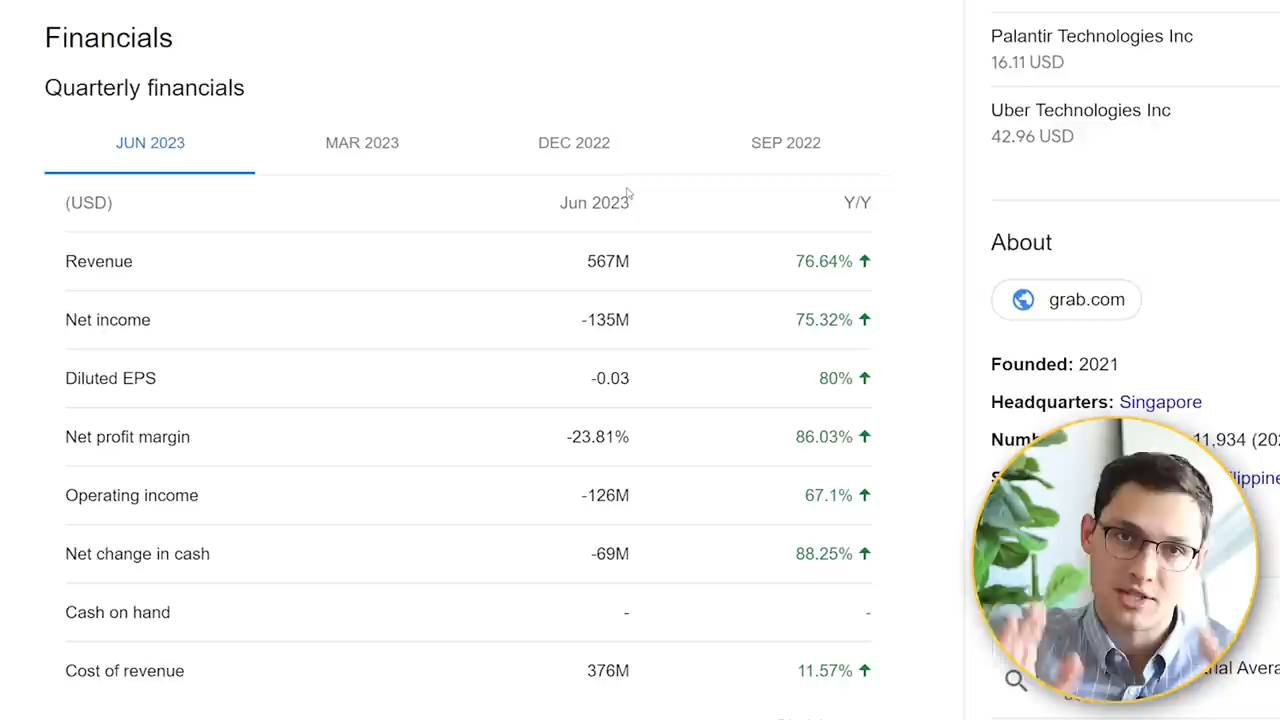 Financials
Quarterly financials
JUN 2023 MAR 2023 DEC 2022 SEP 2022
(USD) Jun 2023 Y/Y
Revenue 567M 76.64%
Net income -135M 75.32%
Diluted EPS -0.03 80%
Net profit margin -23.81% 86.03%
Operating income -126M 67.1%
Net change in cash -69M 88.25%
Cash on hand - -
Cost of revenue 376M 11.57%
Palantir Technologies Inc
16.11 USD
Uber Technologies Inc
42.96 USD
About
grab.com
Founded: 2021
Headquarters: Singapore
11,934